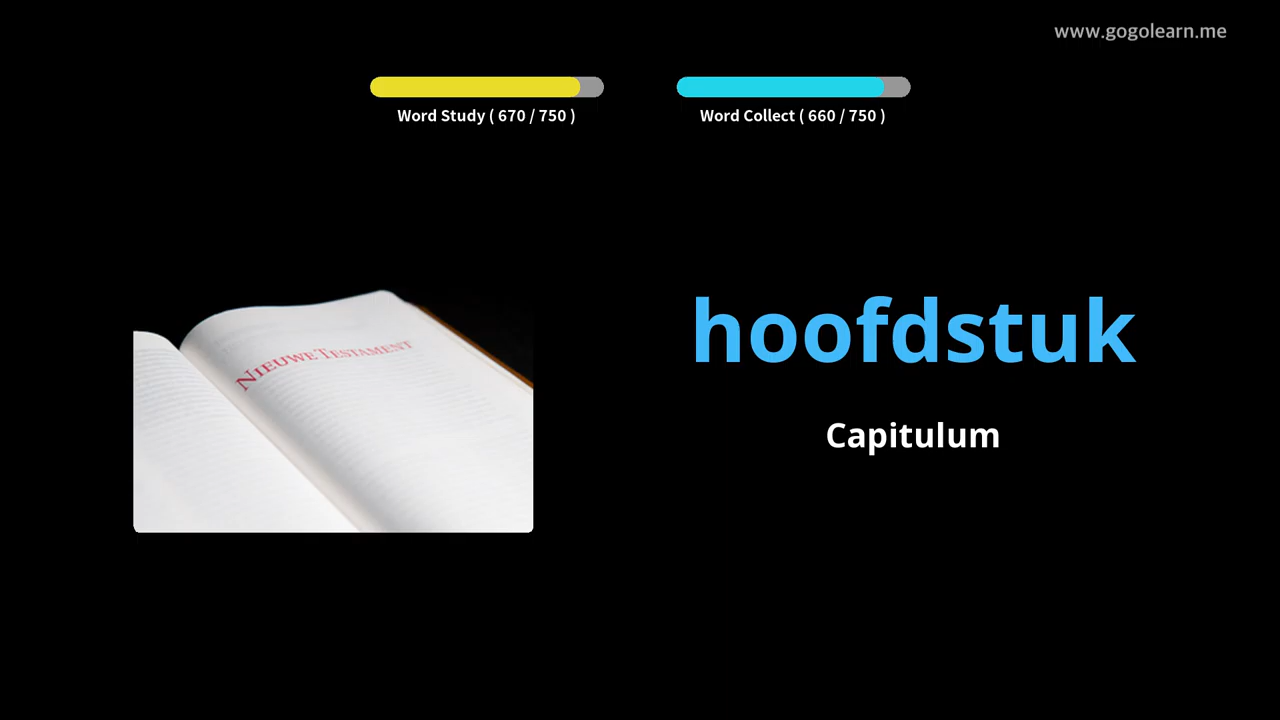 www.gogolearn.me
Word Study ( 670 / 750 )
Word Collect ( 660 / 750 )
NIEUWE TESTAMENT
hoofdstuk
Capitulum